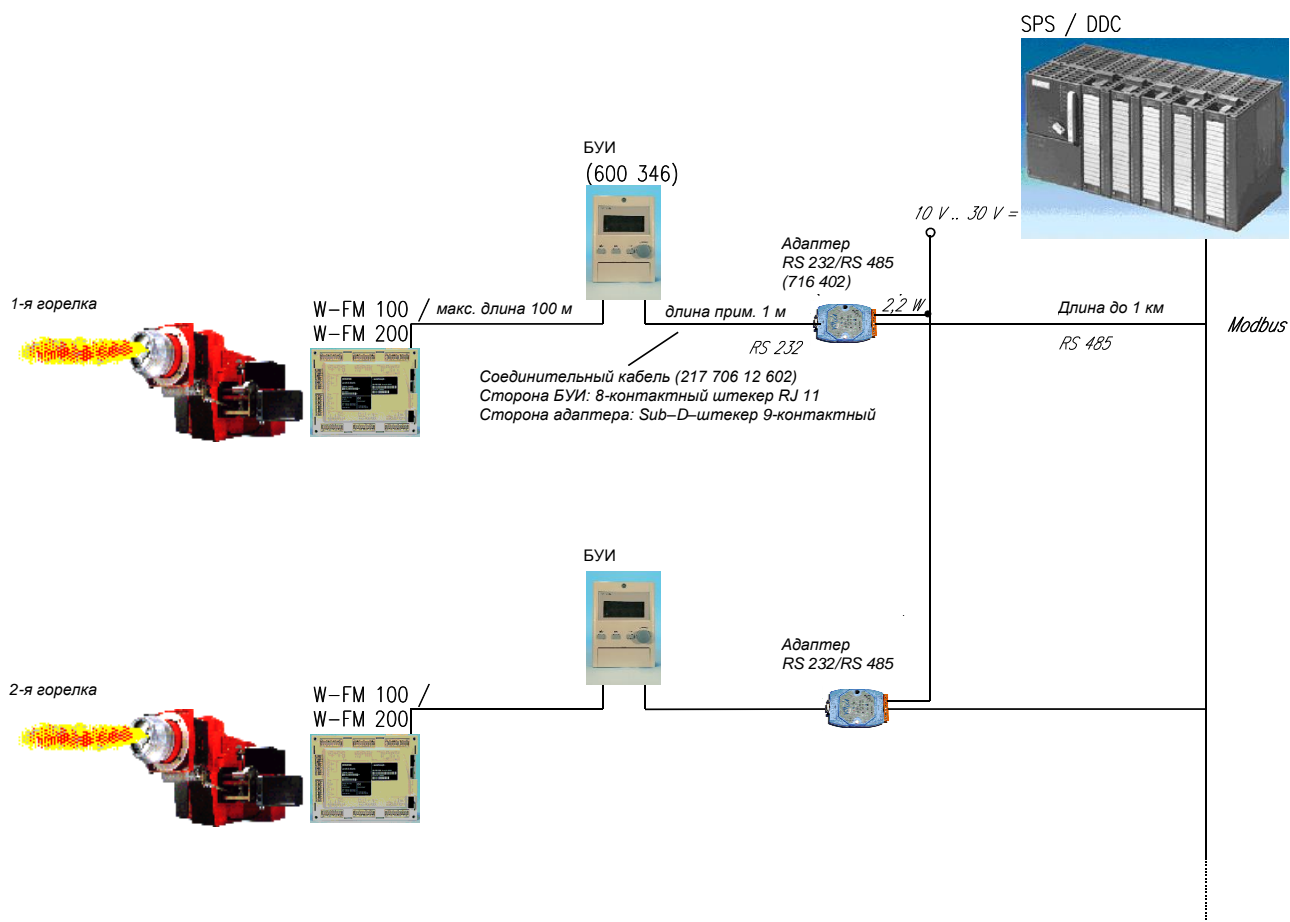 SPS / DDC
БУИ
(600 346)
10 V .. 30 V =
Адаптер
RS 232/RS 485
(716 402)
1-я горелка
W-FM 100 /
W-FM 200
макс. длина 100 м
длина прим. 1 м
2,2 W
Длина до 1 км
Modbus
RS 232
RS 485
Соединительный кабель (217 706 12 602)
Сторона БУИ: 8-контактный штекер RJ 11
Сторона адаптера: Sub–D–штекер 9-контактный
БУИ
Адаптер
RS 232/RS 485
2-я горелка
W-FM 100 /
W-FM 200